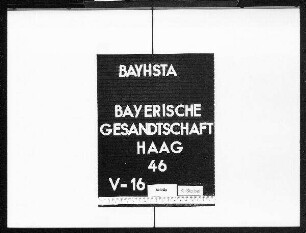 BAYHSTA
BAYERISCHE
GESANDTSCHAFT
HAAG
46
V-16